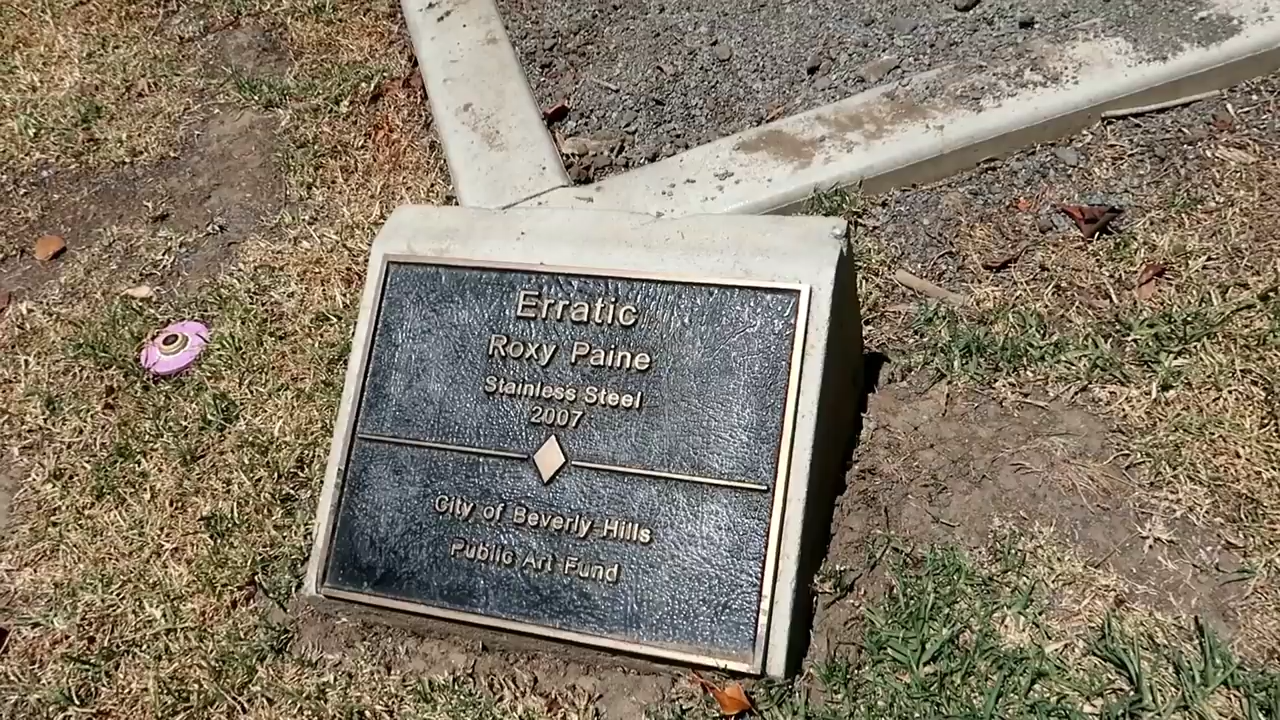 Erratic
Roxy Paine
Stainless Steel
2007
City of Beverly Hills
Public Art Fund